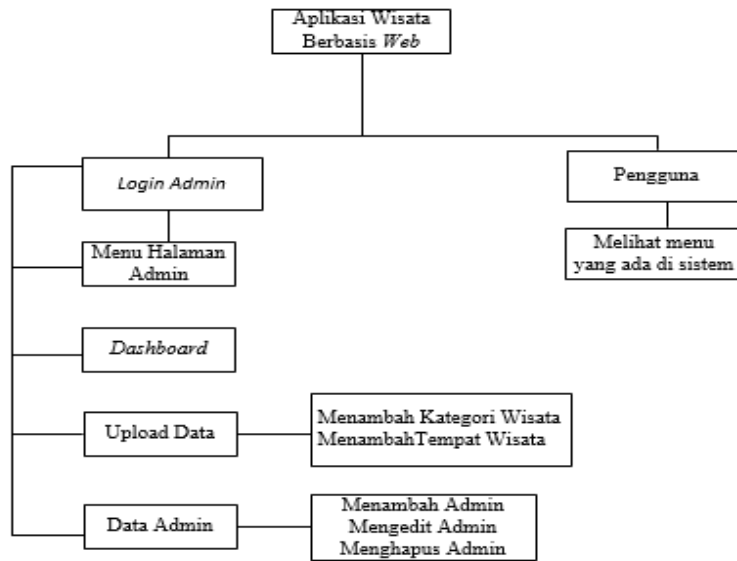 Aplikasi Wisata
Berbasis Web
Login Admin
Pengguna
Menu Halaman
Admin
Melihat menu
yang ada di sistem
Dashboard
Upload Data
Menambah Kategori Wisata
MenambahTempat Wisata
Data Admin
Menambah Admin
Mengedit Admin
Menghapus Admin